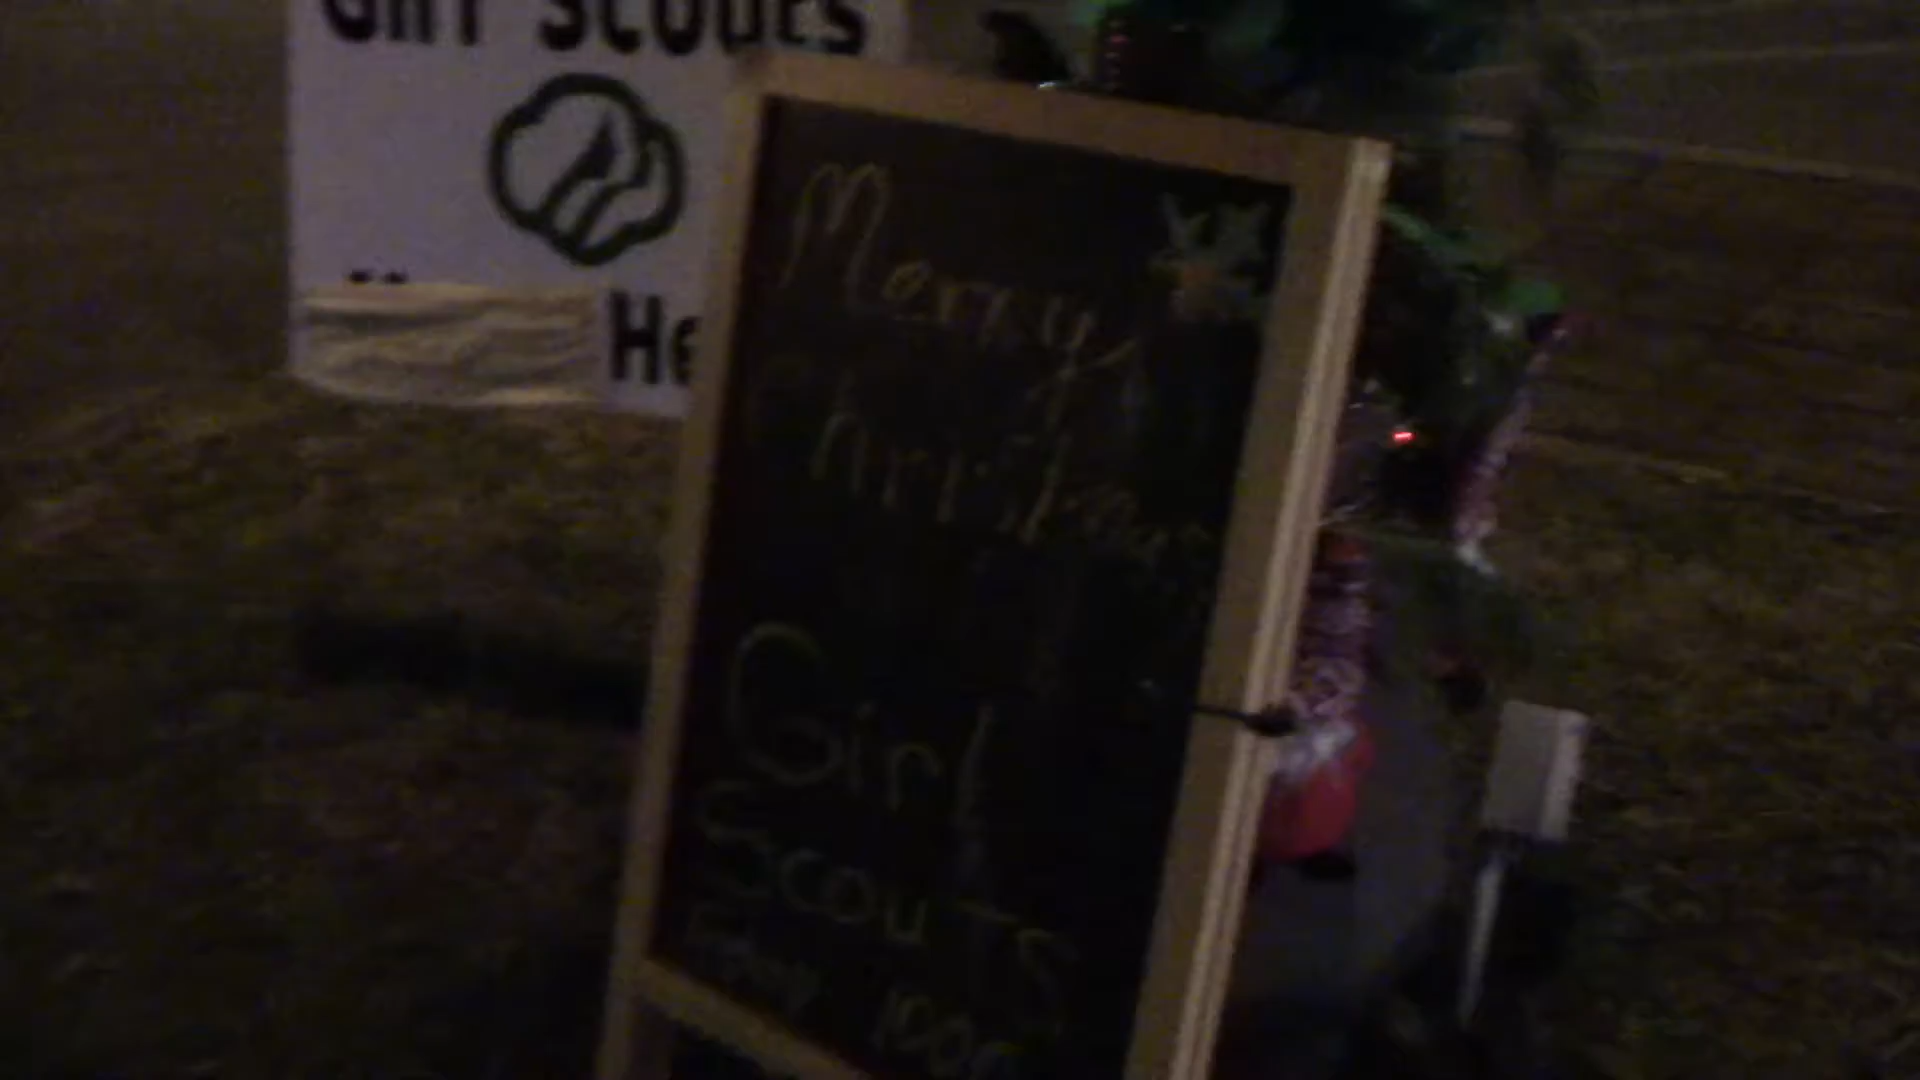 Girl Scouts
He
Merry
Christmas
Girl
Scouts